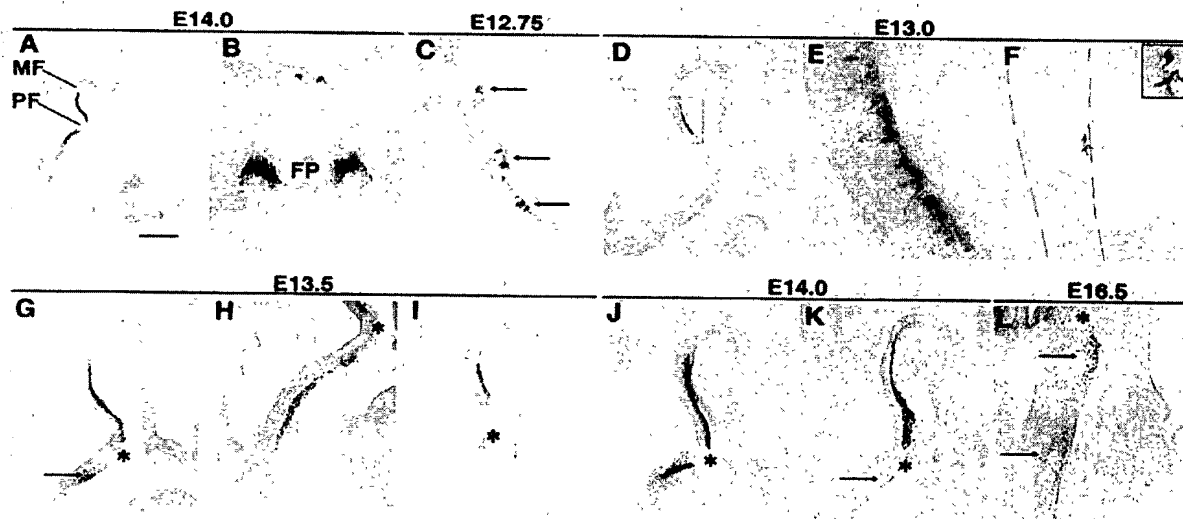 E14.0 E12.75 E13.0
A B C D E F
MF
PF
FP
E13.5 E14.0 E16.5
G H I J K L
* * * * * *